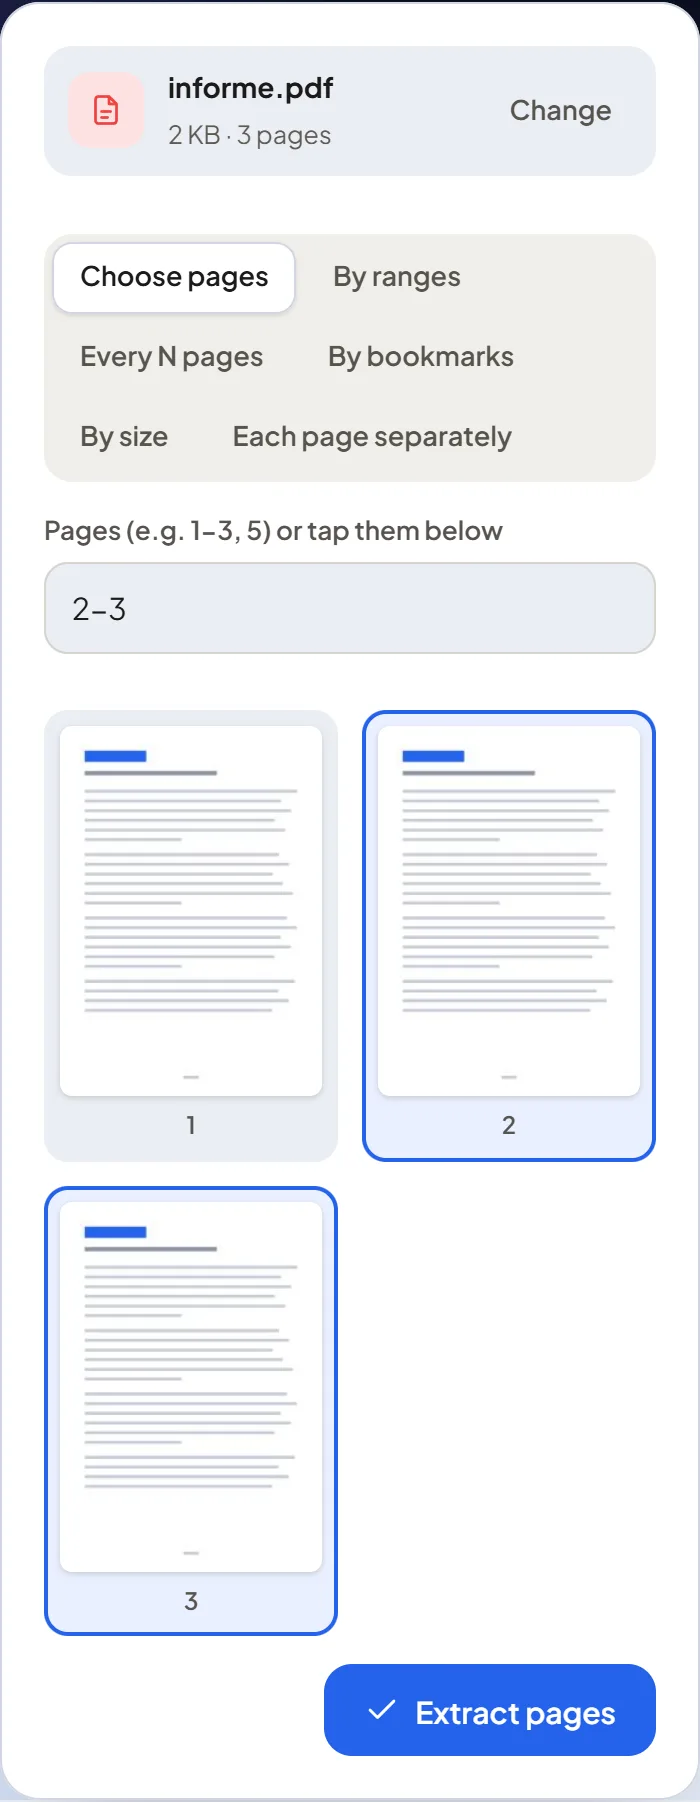 informe.pdf
2 KB · 3 pages
Change
Choose pages
By ranges
Every N pages
By bookmarks
By size
Each page separately
Pages (e.g. 1–3, 5) or tap them below
2–3
1
2
3
Extract pages